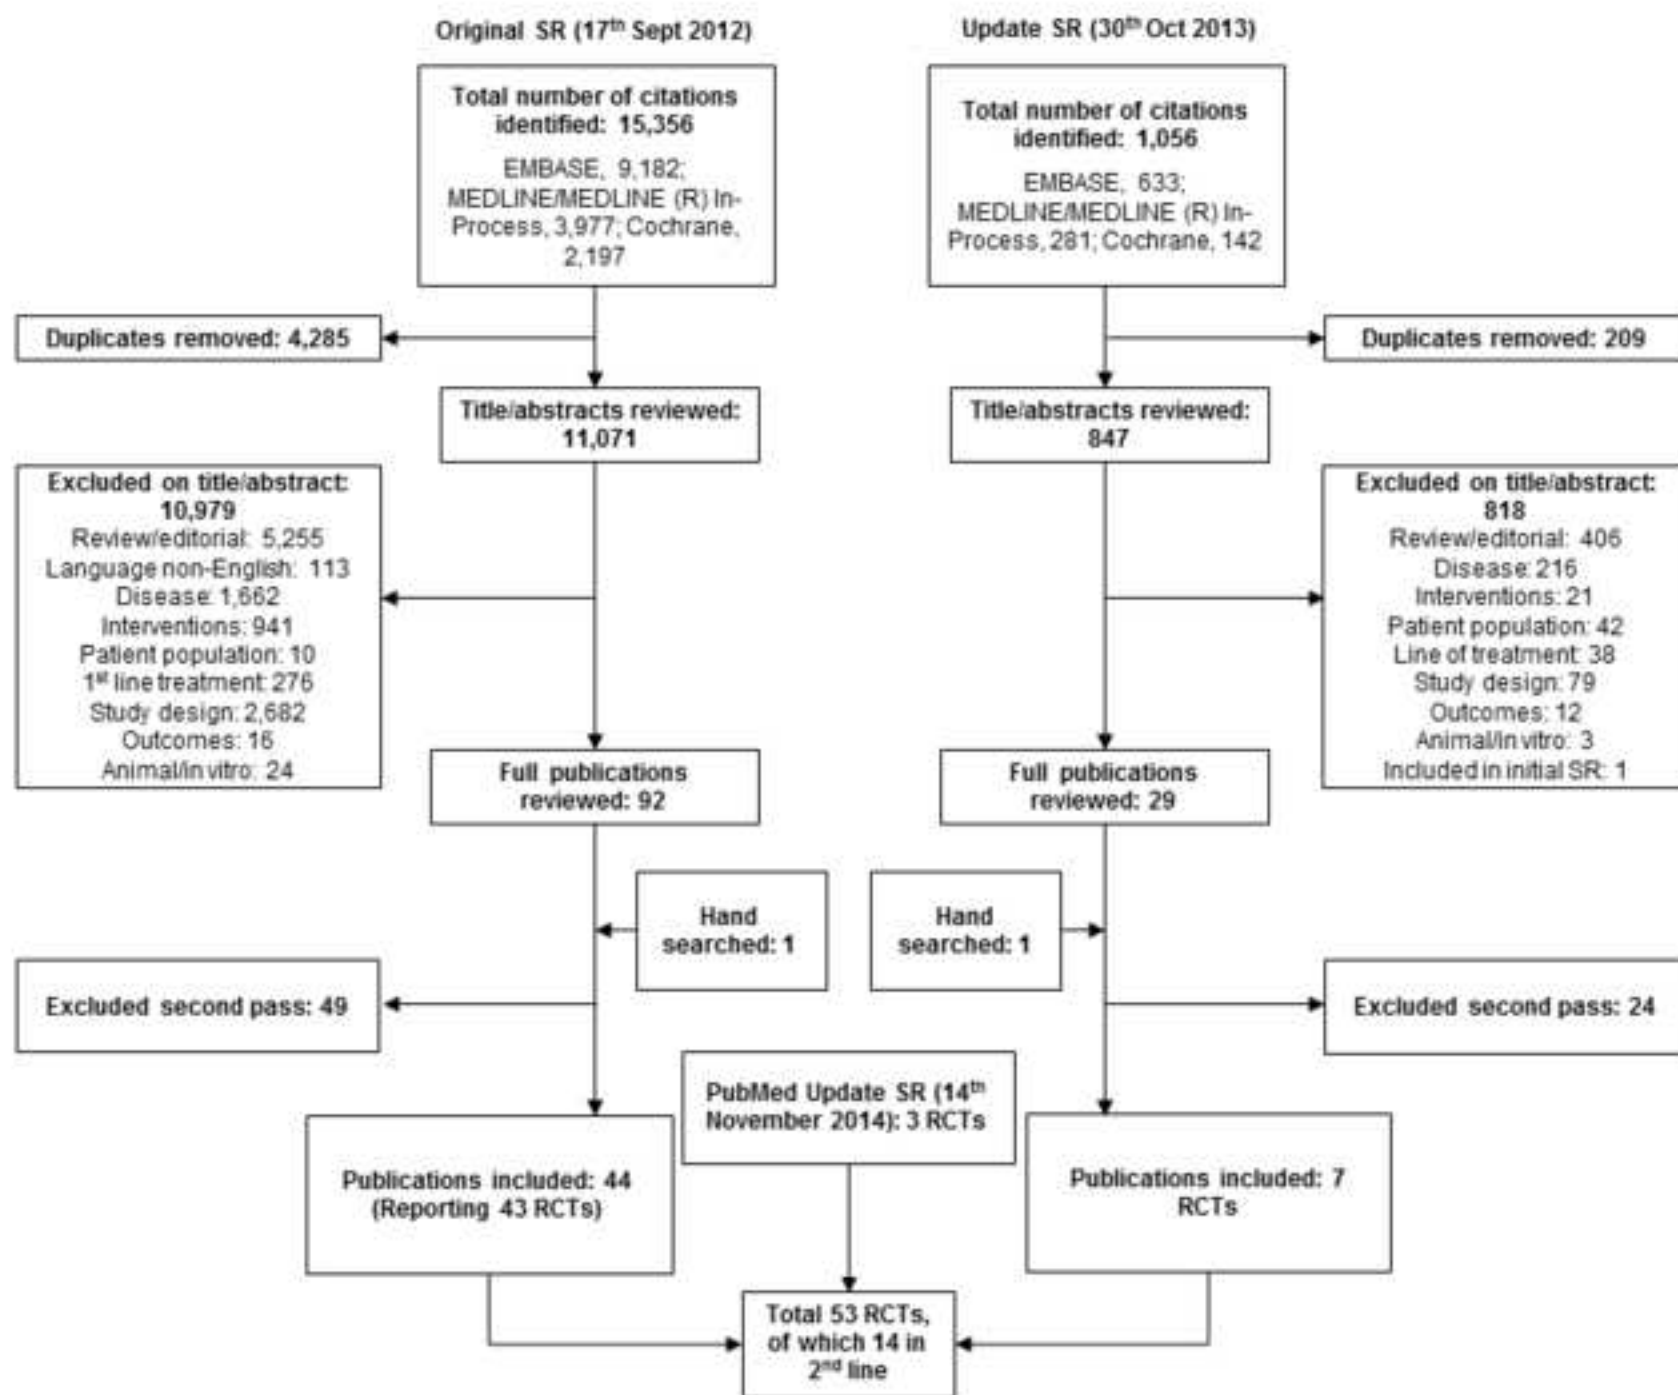 Original SR (17th Sept 2012)
Update SR (30th Oct 2013)
Total number of citations
identified: 15,356
EMBASE, 9,182;
MEDLINE/MEDLINE (R) In-
Process, 3,977; Cochrane,
2,197
Total number of citations
identified: 1,056
EMBASE, 633;
MEDLINE/MEDLINE (R) In-
Process, 281; Cochrane, 142
Duplicates removed: 4,285
Duplicates removed: 209
Title/abstracts reviewed:
11,071
Title/abstracts reviewed:
847
Excluded on title/abstract:
10,979
Review/editorial: 5,255
Language non-English: 113
Disease: 1,662
Interventions: 941
Patient population: 10
1st line treatment: 276
Study design: 2,682
Outcomes: 16
Animal/in vitro: 24
Excluded on title/abstract:
818
Review/editorial: 406
Disease: 216
Interventions: 21
Patient population: 42
Line of treatment: 38
Study design: 79
Outcomes: 12
Animal/in vitro: 3
Included in initial SR: 1
Full publications
reviewed: 92
Full publications
reviewed: 29
Hand
searched: 1
Hand
searched: 1
Excluded second pass: 49
Excluded second pass: 24
PubMed Update SR (14th
November 2014): 3 RCTs
Publications included: 44
(Reporting 43 RCTs)
Publications included: 7
RCTs
Total 53 RCTs,
of which 14 in
2nd line